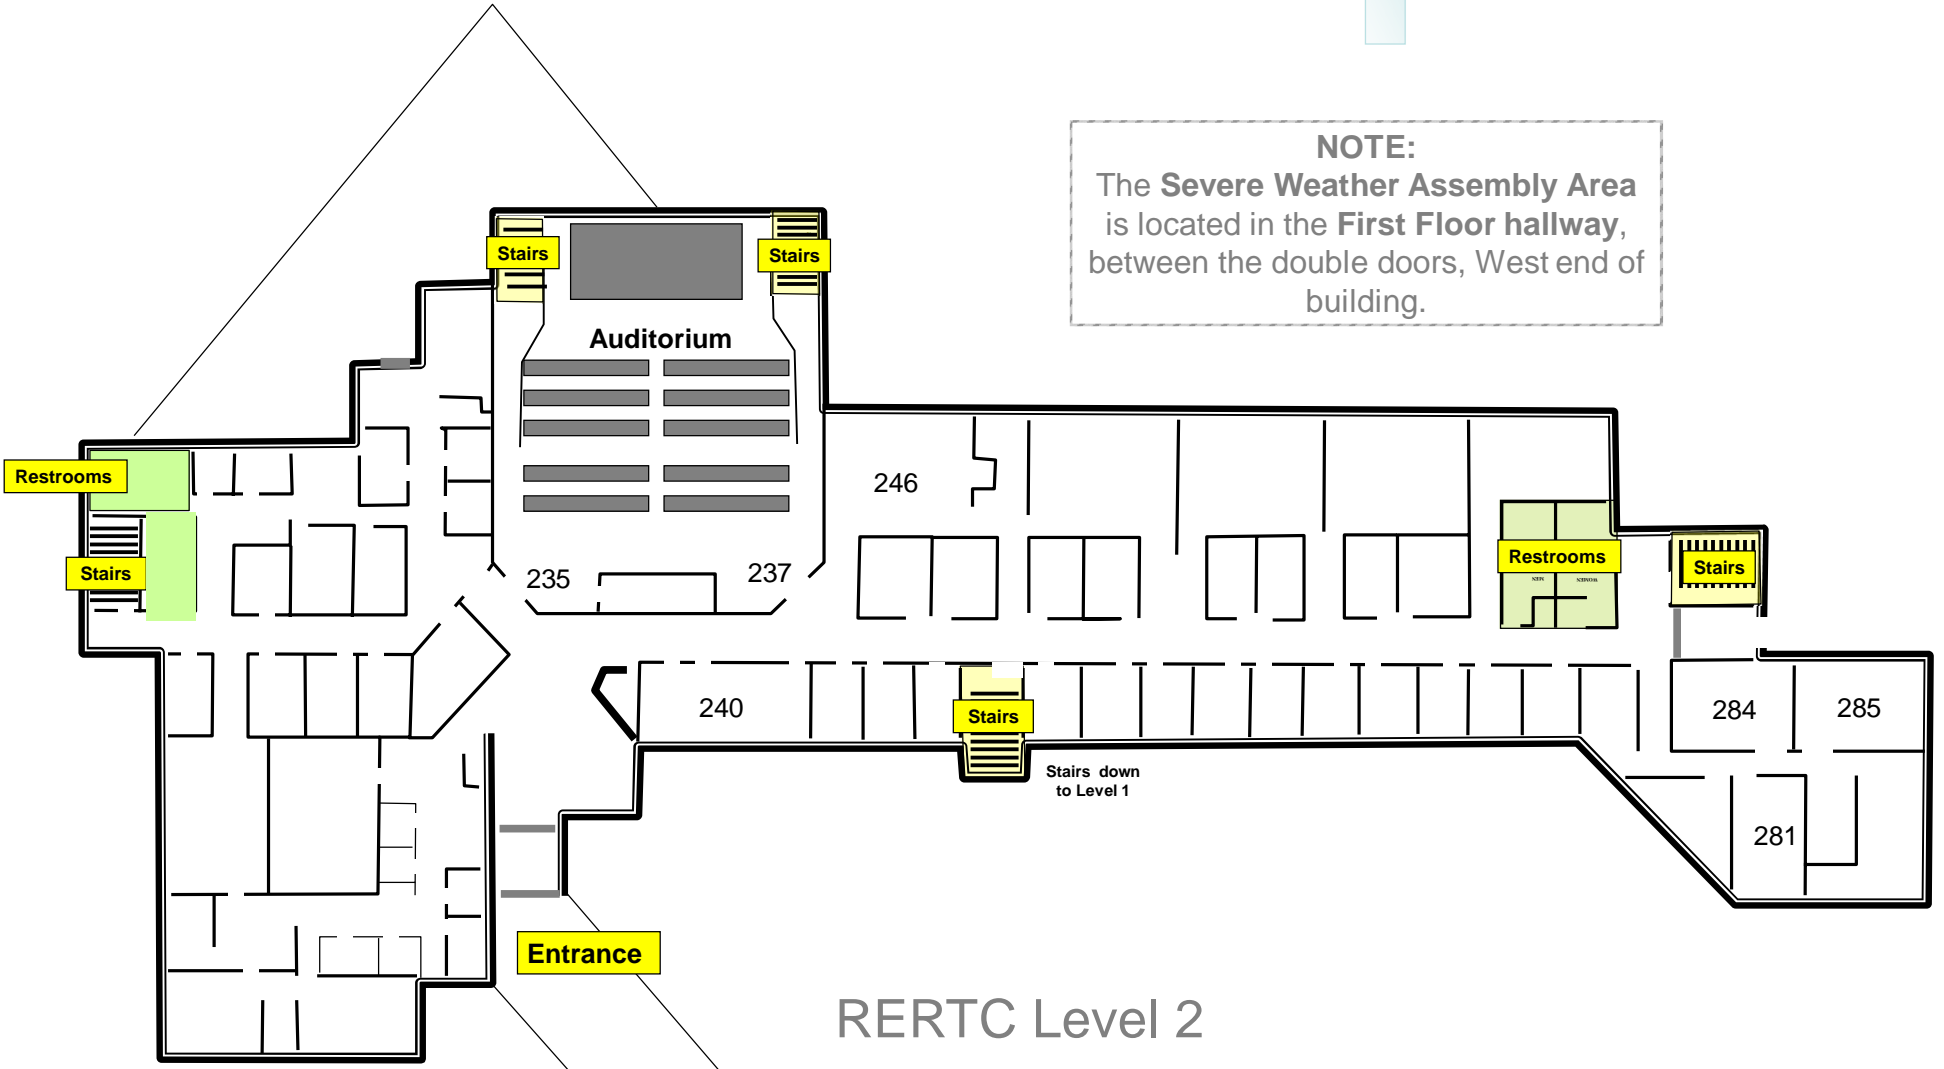 NOTE:
The Severe Weather Assembly Area
is located in the First Floor hallway,
between the double doors, West end of
building.
Stairs
Stairs
Auditorium
Restrooms
246
Stairs
235
237
Restrooms
MEN
WOMEN
Stairs
240
Stairs
284
285
Stairs down
to Level 1
281
Entrance
RERTC Level 2